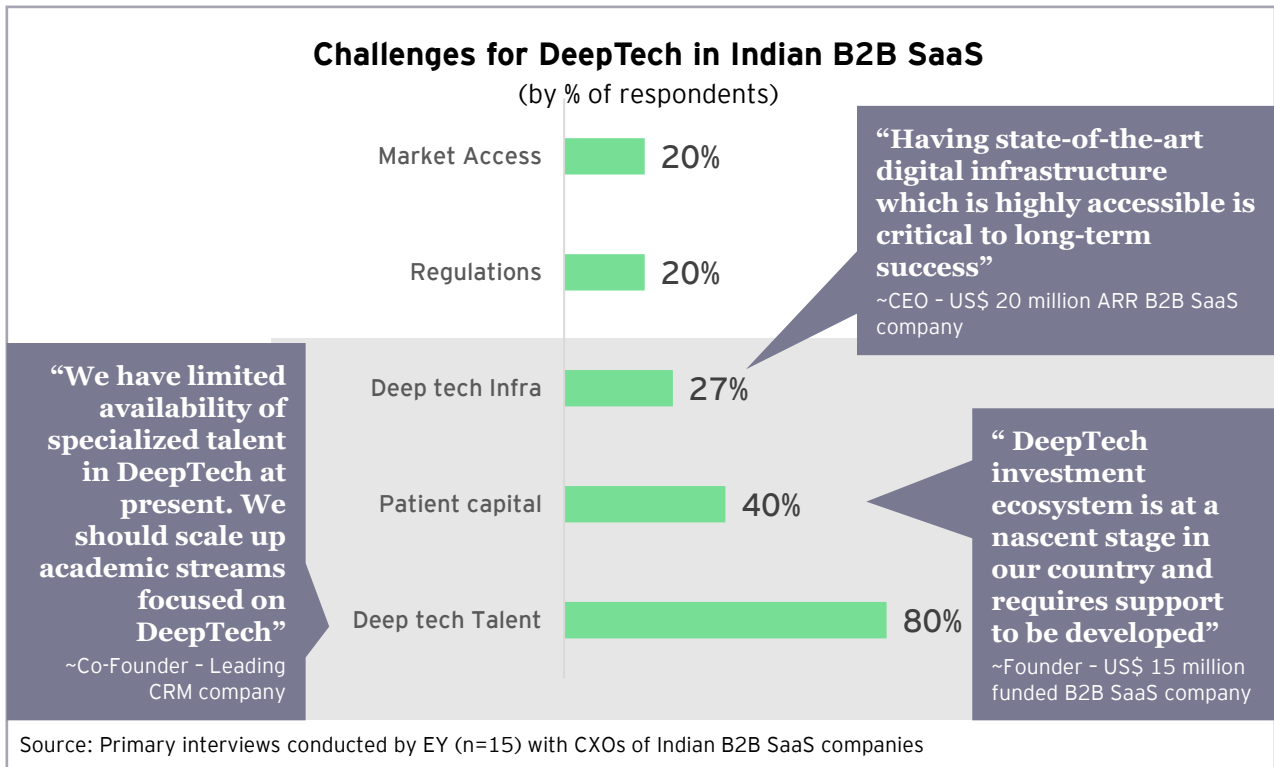 Challenges for DeepTech in Indian B2B SaaS
(by % of respondents)
Market Access
20%
“Having state-of-the-art
digital infrastructure
which is highly accessible is
critical to long-term
success”
~CEO – US$ 20 million ARR B2B SaaS
company
Regulations
20%
Deep tech Infra
27%
“We have limited
availability of
specialized talent
in DeepTech at
present. We
should scale up
academic streams
focused on
DeepTech”
~Co-Founder – Leading
CRM company
Patient capital
40%
“ DeepTech
investment
ecosystem is at a
nascent stage in
our country and
requires support
to be developed”
~Founder – US$ 15 million
funded B2B SaaS company
Deep tech Talent
80%
Source: Primary interviews conducted by EY (n=15) with CXOs of Indian B2B SaaS companies